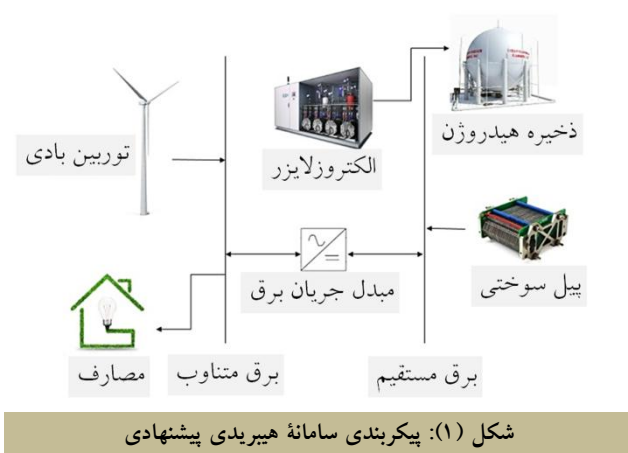 توربین بادی
الکتروزلایزر
ذخیره هیدروژن
مبدل جریان برق
پیل سوختی
مصارف
برق متناوب
برق مستقیم
شکل (۱): پیکربندی سامانهٔ هیبریدی پیشنهادی